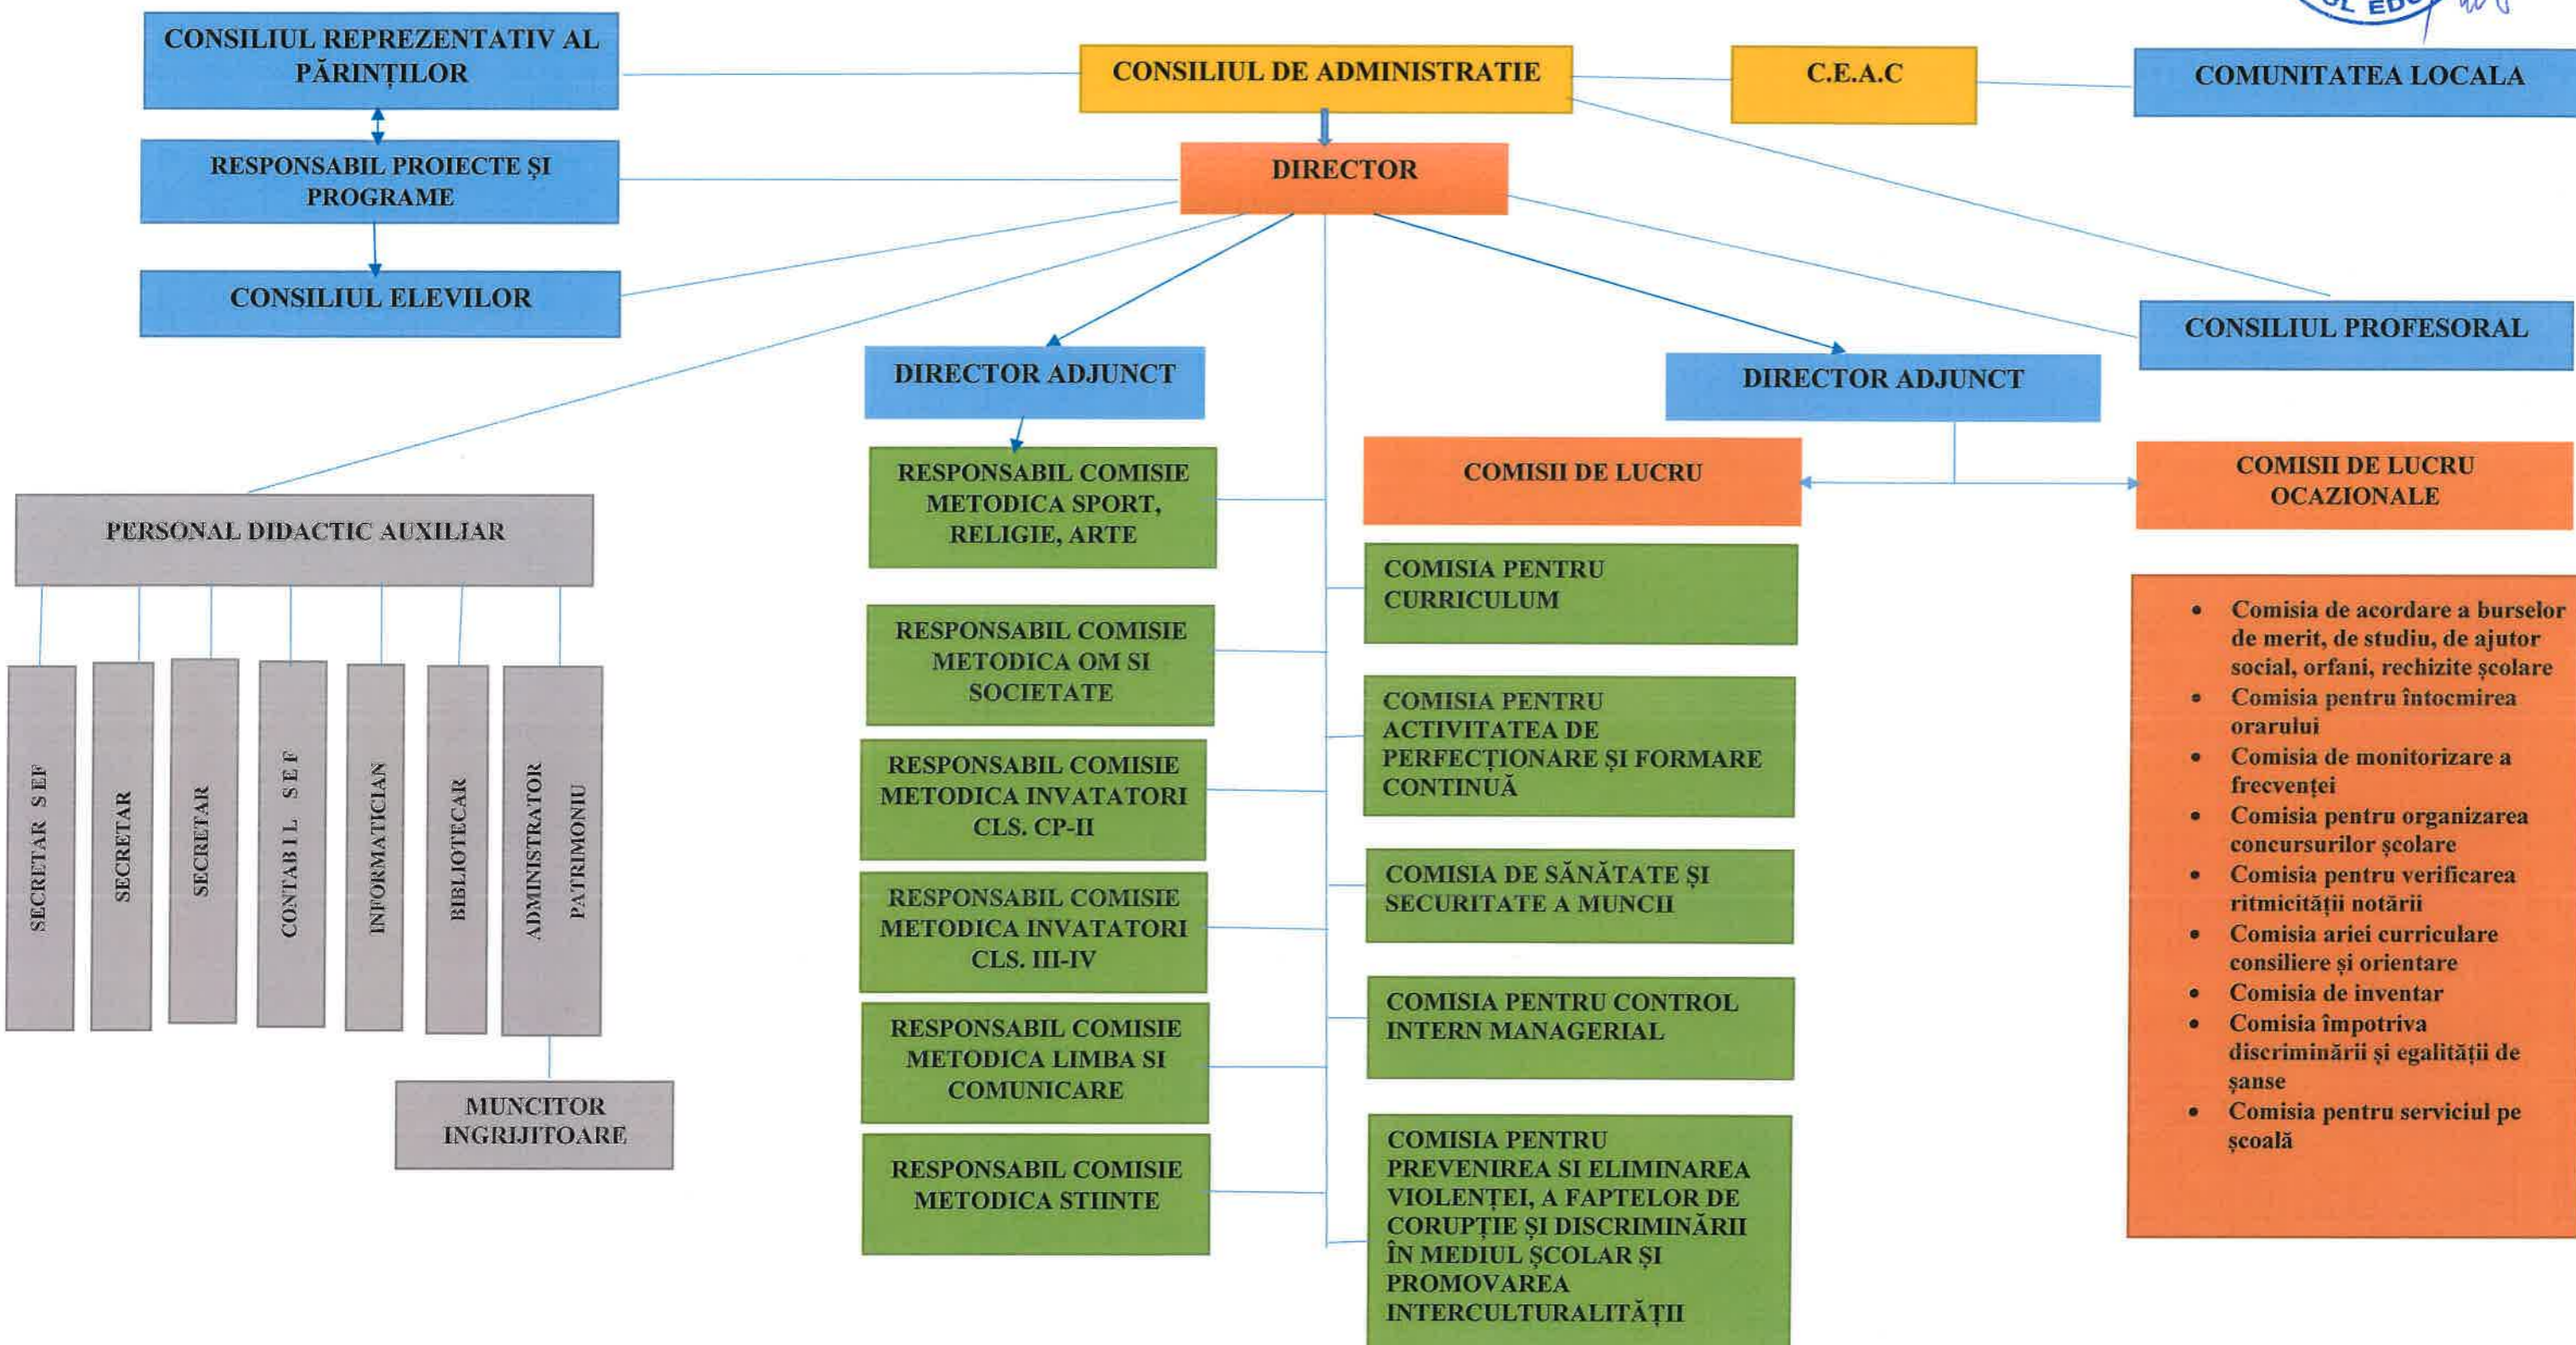 UL EDU
CONSILIUL REPREZENTATIV AL
PĂRINȚILOR
CONSILIUL DE ADMINISTRATIE
C.E.A.C
COMUNITATEA LOCALA
RESPONSABIL PROIECTE ȘI
PROGRAME
DIRECTOR
CONSILIUL ELEVILOR
CONSILIUL PROFESORAL
DIRECTOR ADJUNCT
DIRECTOR ADJUNCT
PERSONAL DIDACTIC AUXILIAR
SECRETAR SEF
SECRETAR
SECRETAR
CONTABIL SEF
INFORMATICIAN
BIBLIOTECAR
ADMINISTRATOR
PATRIMONIU
MUNCITOR
INGRIJITOARE
RESPONSABIL COMISIE
METODICA SPORT,
RELIGIE, ARTE
RESPONSABIL COMISIE
METODICA OM SI
SOCIETATE
RESPONSABIL COMISIE
METODICA INVATATORI
CLS. CP-II
RESPONSABIL COMISIE
METODICA INVATATORI
CLS. III-IV
RESPONSABIL COMISIE
METODICA LIMBA SI
COMUNICARE
RESPONSABIL COMISIE
METODICA STIINTE
COMISII DE LUCRU
COMISIA PENTRU
CURRICULUM
COMISIA PENTRU
ACTIVITATEA DE
PERFECȚIONARE ȘI FORMARE
CONTINUĂ
COMISIA DE SĂNĂTATE ȘI
SECURITATE A MUNCII
COMISIA PENTRU CONTROL
INTERN MANAGERIAL
COMISIA PENTRU
PREVENIREA SI ELIMINAREA
VIOLENȚEI, A FAPTELOR DE
CORUPȚIE ȘI DISCRIMINĂRII
ÎN MEDIUL ȘCOLAR ȘI
PROMOVAREA
INTERCULTURALITĂȚII
COMISII DE LUCRU
OCAZIONALE
• Comisia de acordare a burselor
de merit, de studiu, de ajutor
social, orfani, rechizite școlare
• Comisia pentru întocmirea
orarului
• Comisia de monitorizare a
frecvenței
• Comisia pentru organizarea
concursurilor școlare
• Comisia pentru verificarea
ritmicității notării
• Comisia ariei curriculare
consiliere și orientare
• Comisia de inventar
• Comisia împotriva
discriminării și egalității de
șanse
• Comisia pentru serviciul pe
școală